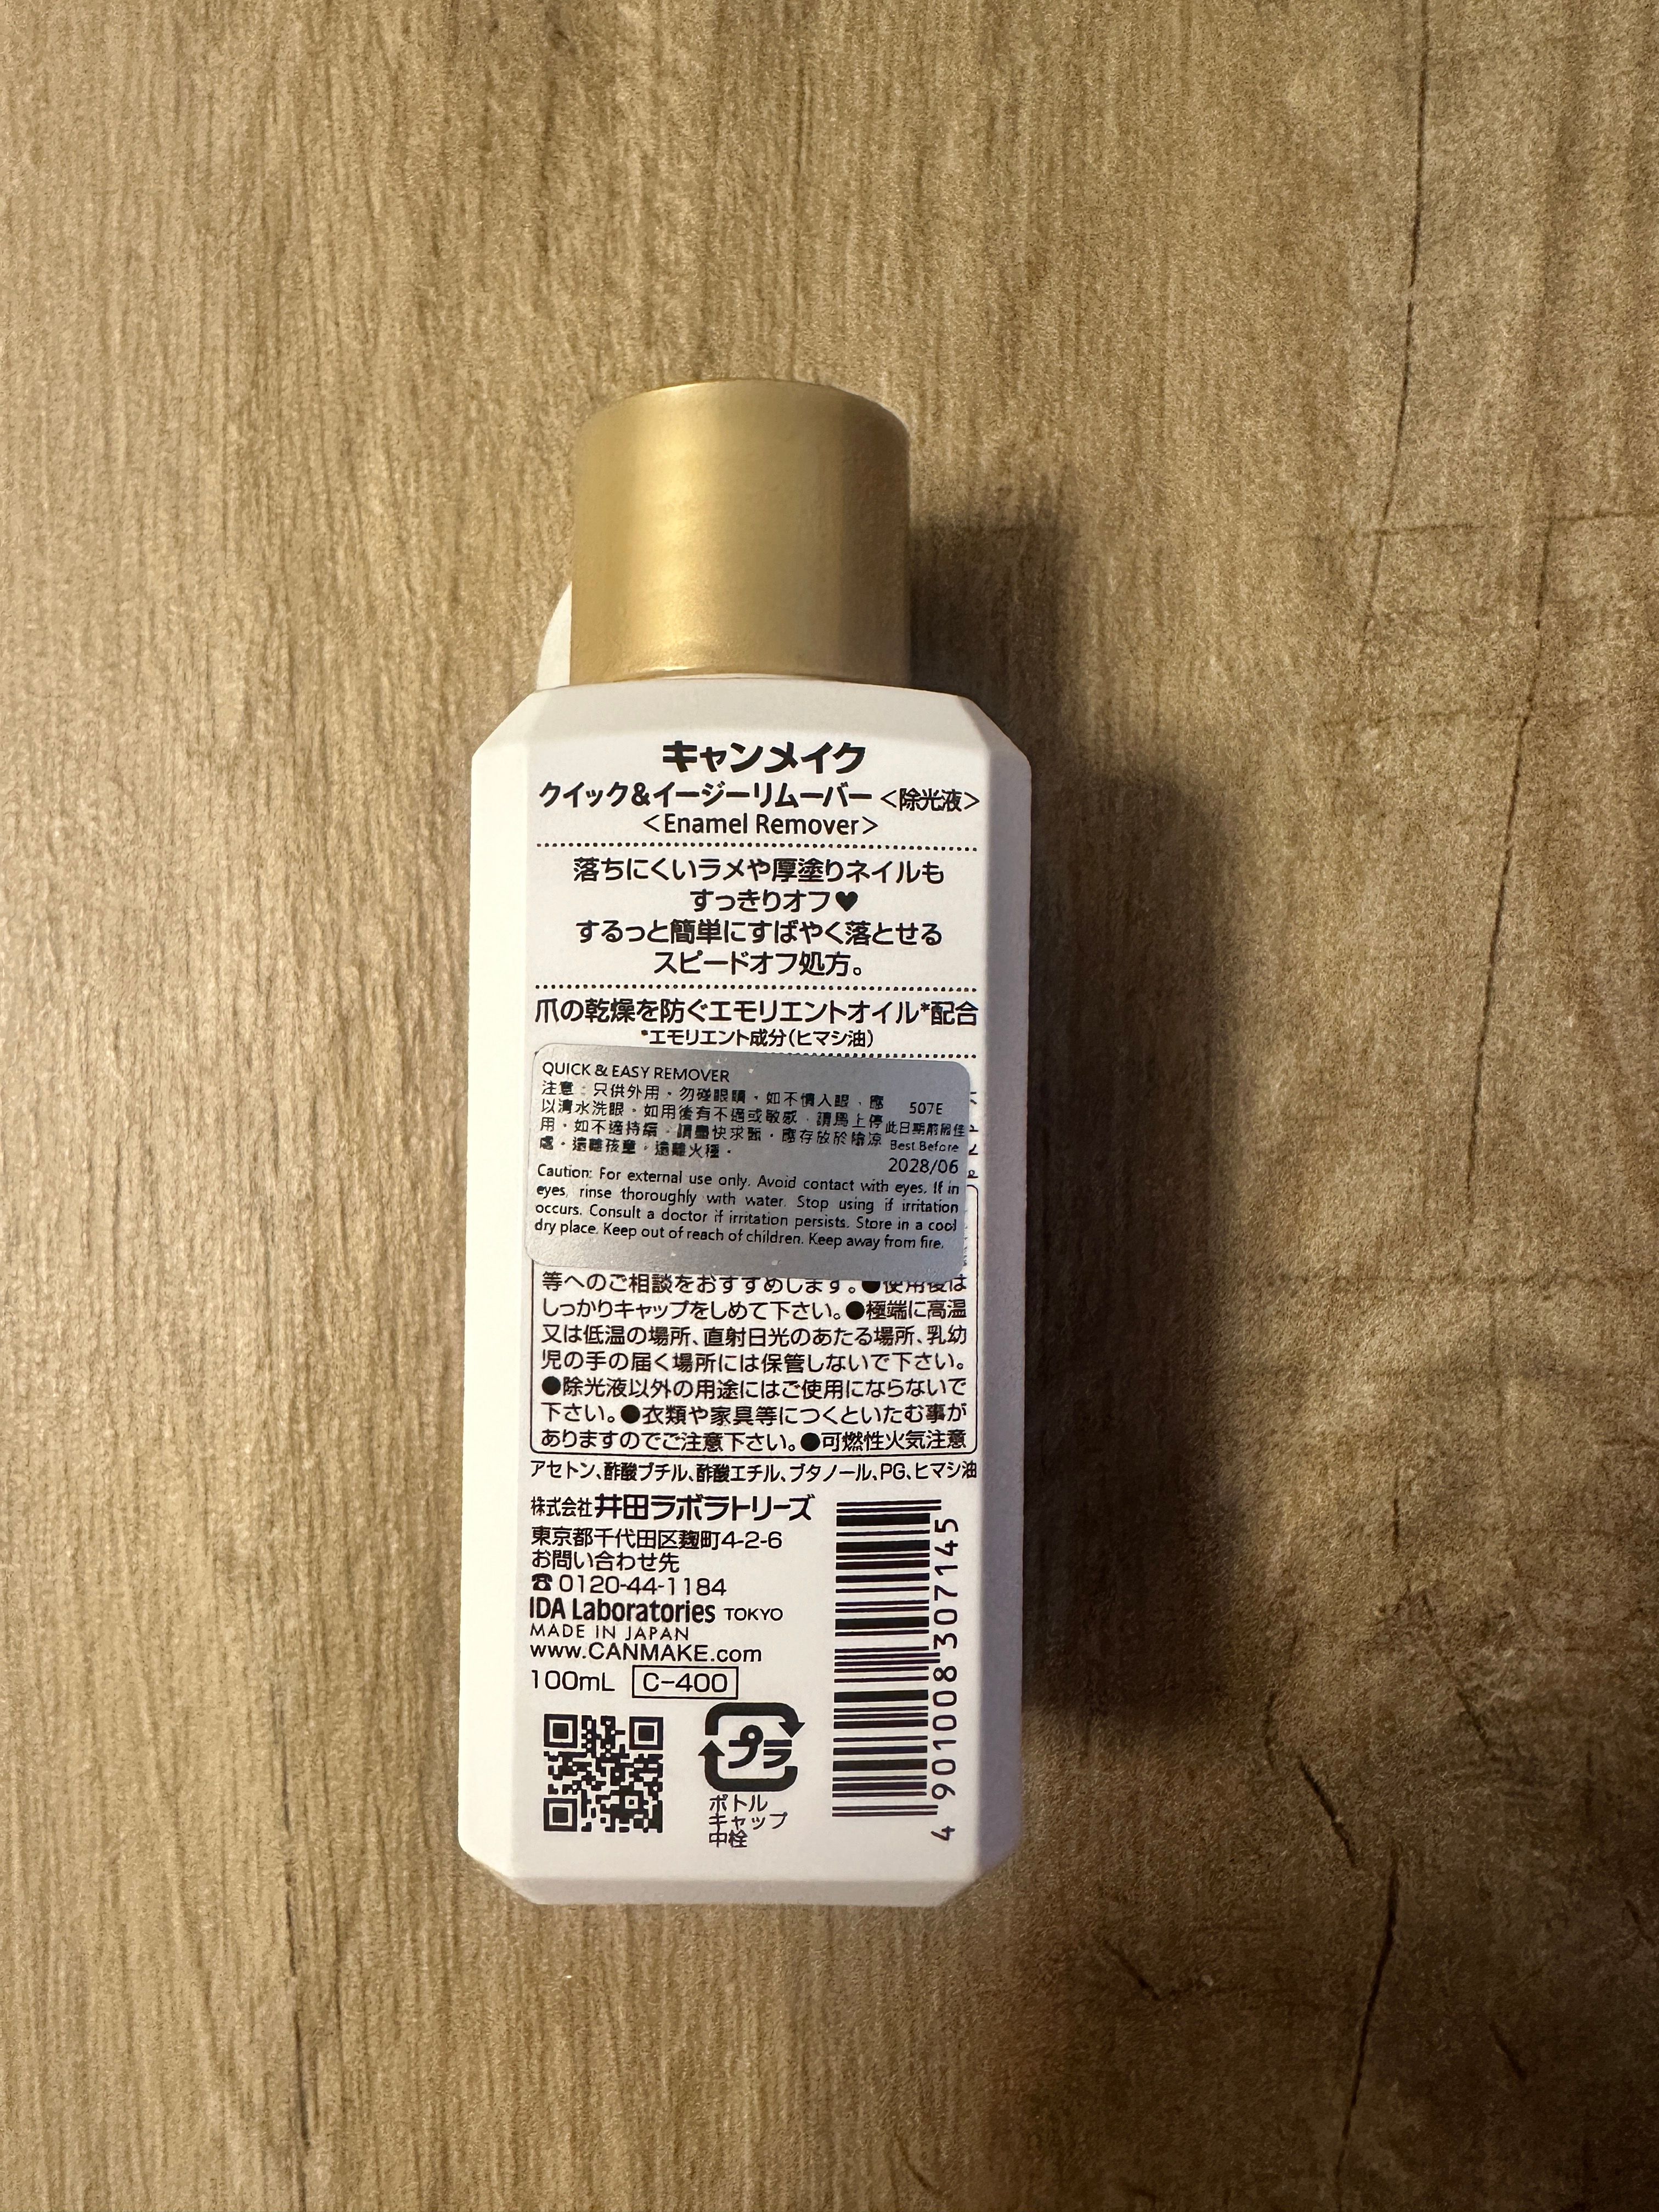 キャンメイク
クイック&イージーリムーバー <除光液>
<Enamel Remover>
落ちにくいラメや厚塗りネイルも
すっきりオフ♥
するっと簡単にすばやく落とせる
スピードオフ処方。
爪の乾燥を防ぐエモリエントオイル*配合
*エモリエント成分(ヒマシ油)
QUICK & EASY REMOVER
注意：只供外用。勿碰眼睛。如不慎入眼，應
以清水洗眼。如用後有不適或敏感，請馬上停
用。如不適持續，請盡快求醫。應存放於陰涼
處。遠離孩童。遠離火種。
507E
此日期前最佳
Best Before
2028/06
Caution: For external use only. Avoid contact with eyes. If in
eyes, rinse thoroughly with water. Stop using if irritation
occurs. Consult a doctor if irritation persists. Store in a cool
dry place. Keep out of reach of children. Keep away from fire.
等へのご相談をおすすめします。●使用後は
しっかりキャップをしめて下さい。●極端に高温
又は低温の場所、直射日光のあたる場所、乳幼
児の手の届く場所には保管しないで下さい。
●除光液以外の用途にはご使用にならないで
下さい。●衣類や家具等につくといたむ事が
ありますのでご注意下さい。●可燃性火気注意
アセトン、酢酸ブチル、酢酸エチル、ブタノール、PG、ヒマシ油
株式会社 井田ラボラトリーズ
東京都千代田区麹町4-2-6
お問い合わせ先
☎0120-44-1184
IDA Laboratories TOKYO
MADE IN JAPAN
www.CANMAKE.com
100mL C-400
プラ
ボトル
キャップ
中栓
4 901008 307145